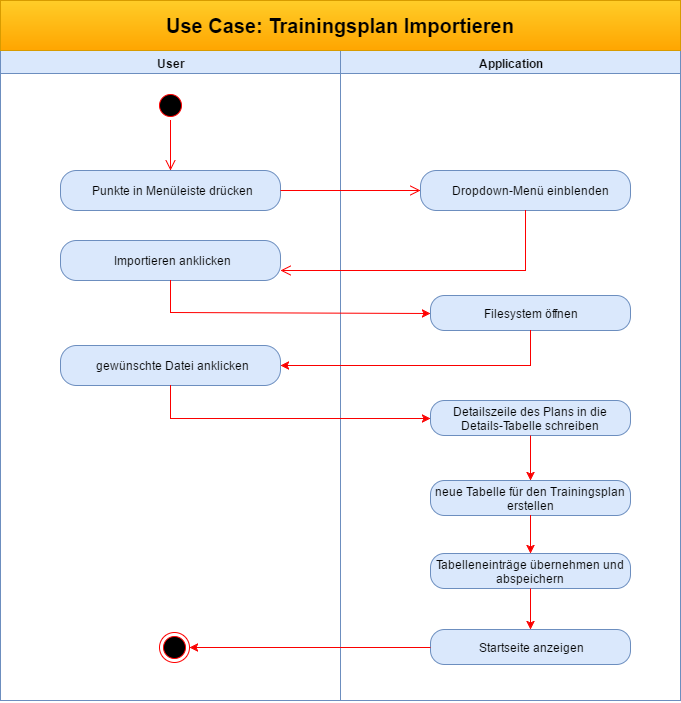 Use Case: Trainingsplan Importieren
User
Application
Punkte in Menüleiste drücken
Dropdown-Menü einblenden
Importieren anklicken
Filesystem öffnen
gewünschte Datei anklicken
Detailszeile des Plans in die
Details-Tabelle schreiben
neue Tabelle für den Trainingsplan
erstellen
Tabelleneinträge übernehmen und
abspeichern
Startseite anzeigen